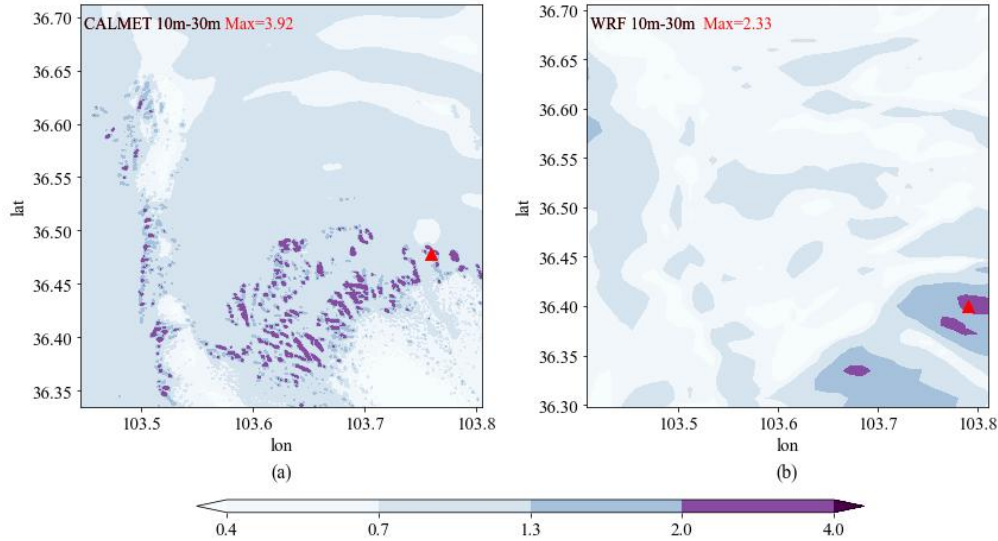 CALMET 10m-30m Max=3.92
36.70
36.65
36.60
36.55
36.50
36.45
36.40
36.35
lat
103.5 103.6 103.7 103.8
lon
(a)
WRF 10m-30m Max=2.33
36.70
36.65
36.60
36.55
36.50
36.45
36.40
36.35
36.30
lat
103.5 103.6 103.7 103.8
lon
(b)
0.4 0.7 1.3 2.0 4.0